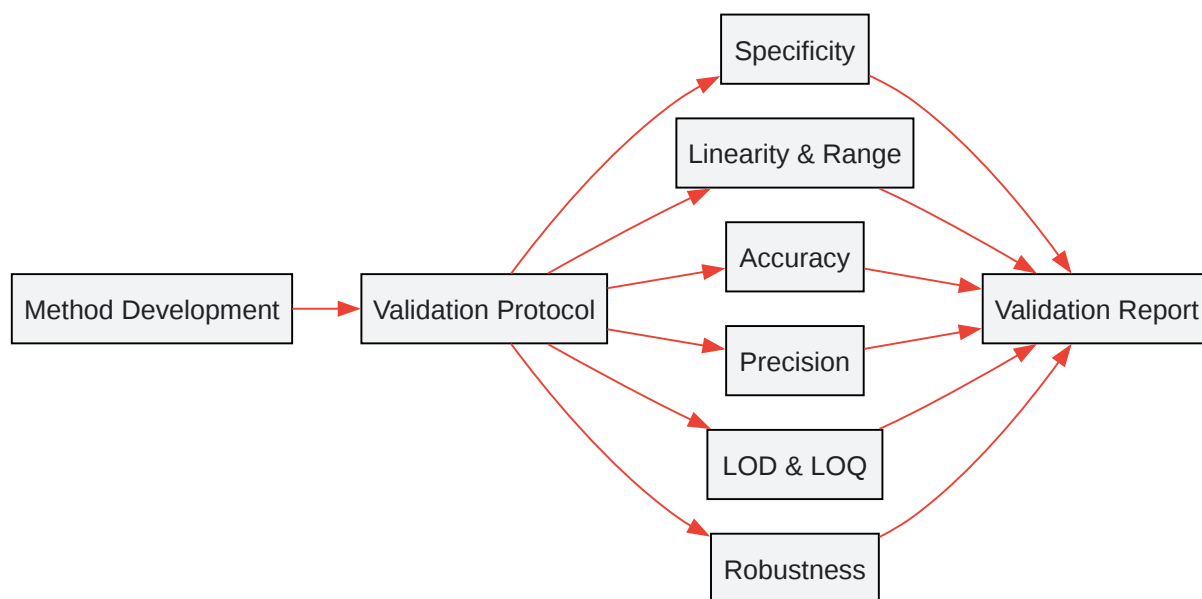 Specificity
Linearity & Range
Accuracy
Method Development
Validation Protocol
Validation Report
Precision
LOD & LOQ
Robustness